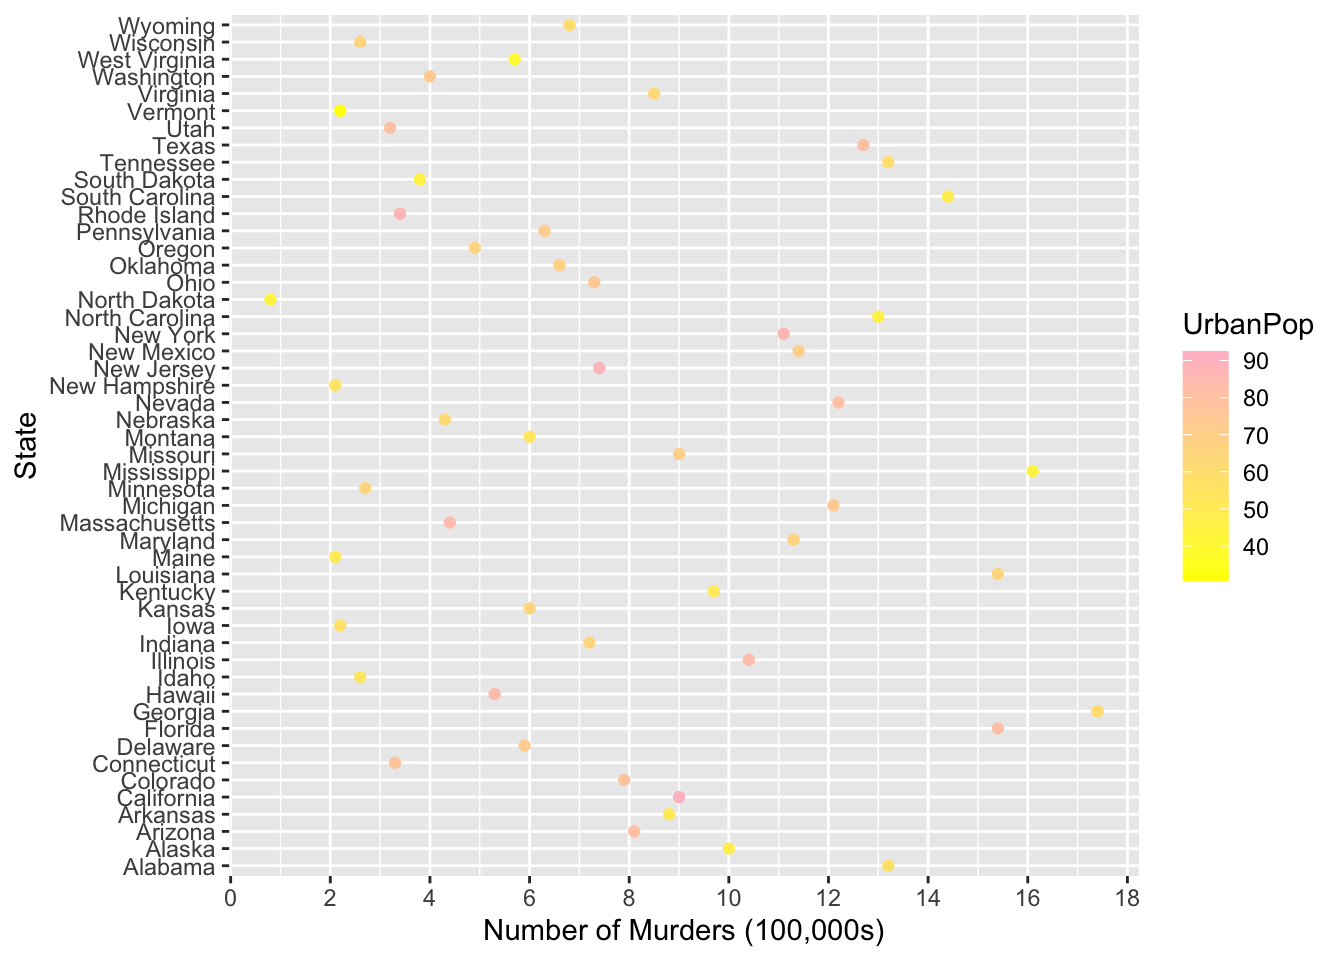 Wyoming
Wisconsin
West Virginia
Washington
Virginia
Vermont
Utah
Texas
Tennessee
South Dakota
South Carolina
Rhode Island
Pennsylvania
Oregon
Oklahoma
Ohio
North Dakota
North Carolina
New York
New Mexico
New Jersey
New Hampshire
Nevada
Nebraska
Montana
Missouri
Mississippi
Minnesota
Michigan
Massachusetts
Maryland
Maine
Louisiana
Kentucky
Kansas
Iowa
Indiana
Illinois
Idaho
Hawaii
Georgia
Florida
Delaware
Connecticut
Colorado
California
Arkansas
Arizona
Alaska
Alabama
State
0 2 4 6 8 10 12 14 16 18
Number of Murders (100,000s)
UrbanPop
90
80
70
60
50
40